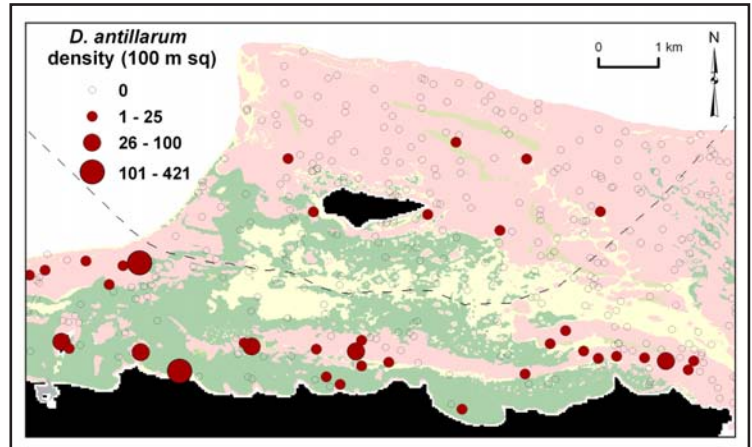 D. antillarum
density (100 m sq)
0
1 - 25
26 - 100
101 - 421
0 1 km
N